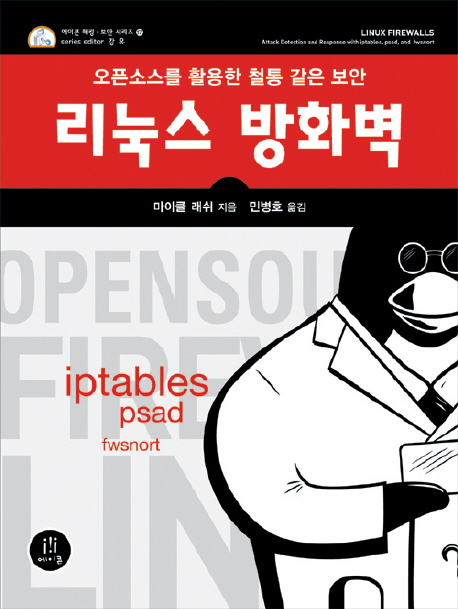 에이콘 해킹·보안 시리즈 17
series editor 강 유
LINUX FIREWALLS
Attack Detection and Response with iptables, psad, and fwsnort
오픈소스를 활용한 철통 같은 보안
리눅스 방화벽
마이클 래쉬 지음 민병호 옮김
OPENSOU
FIREW
LIN
iptables
psad
fwsnort
에이콘